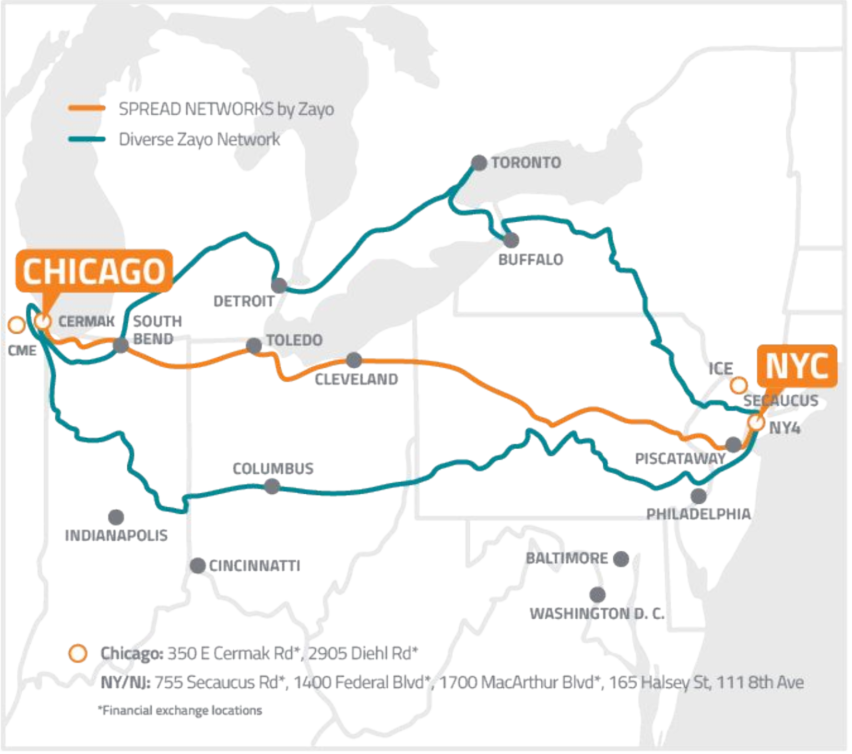 SPREAD NETWORKS by Zayo
Diverse Zayo Network
TORONTO
BUFFALO
CHICAGO
DETROIT
CERMAK
SOUTH
BEND
CME
TOLEDO
CLEVELAND
ICE
NYC
SECAUCUS
NY4
PISCATAWAY
COLUMBUS
PHILADELPHIA
INDIANAPOLIS
CINCINNATTI
BALTIMORE
WASHINGTON D. C.
Chicago: 350 E Cermak Rd*, 2905 Diehl Rd*
NY/NJ: 755 Secaucus Rd*, 1400 Federal Blvd*, 1700 MacArthur Blvd*, 165 Halsey St, 111 8th Ave
*Financial exchange locations